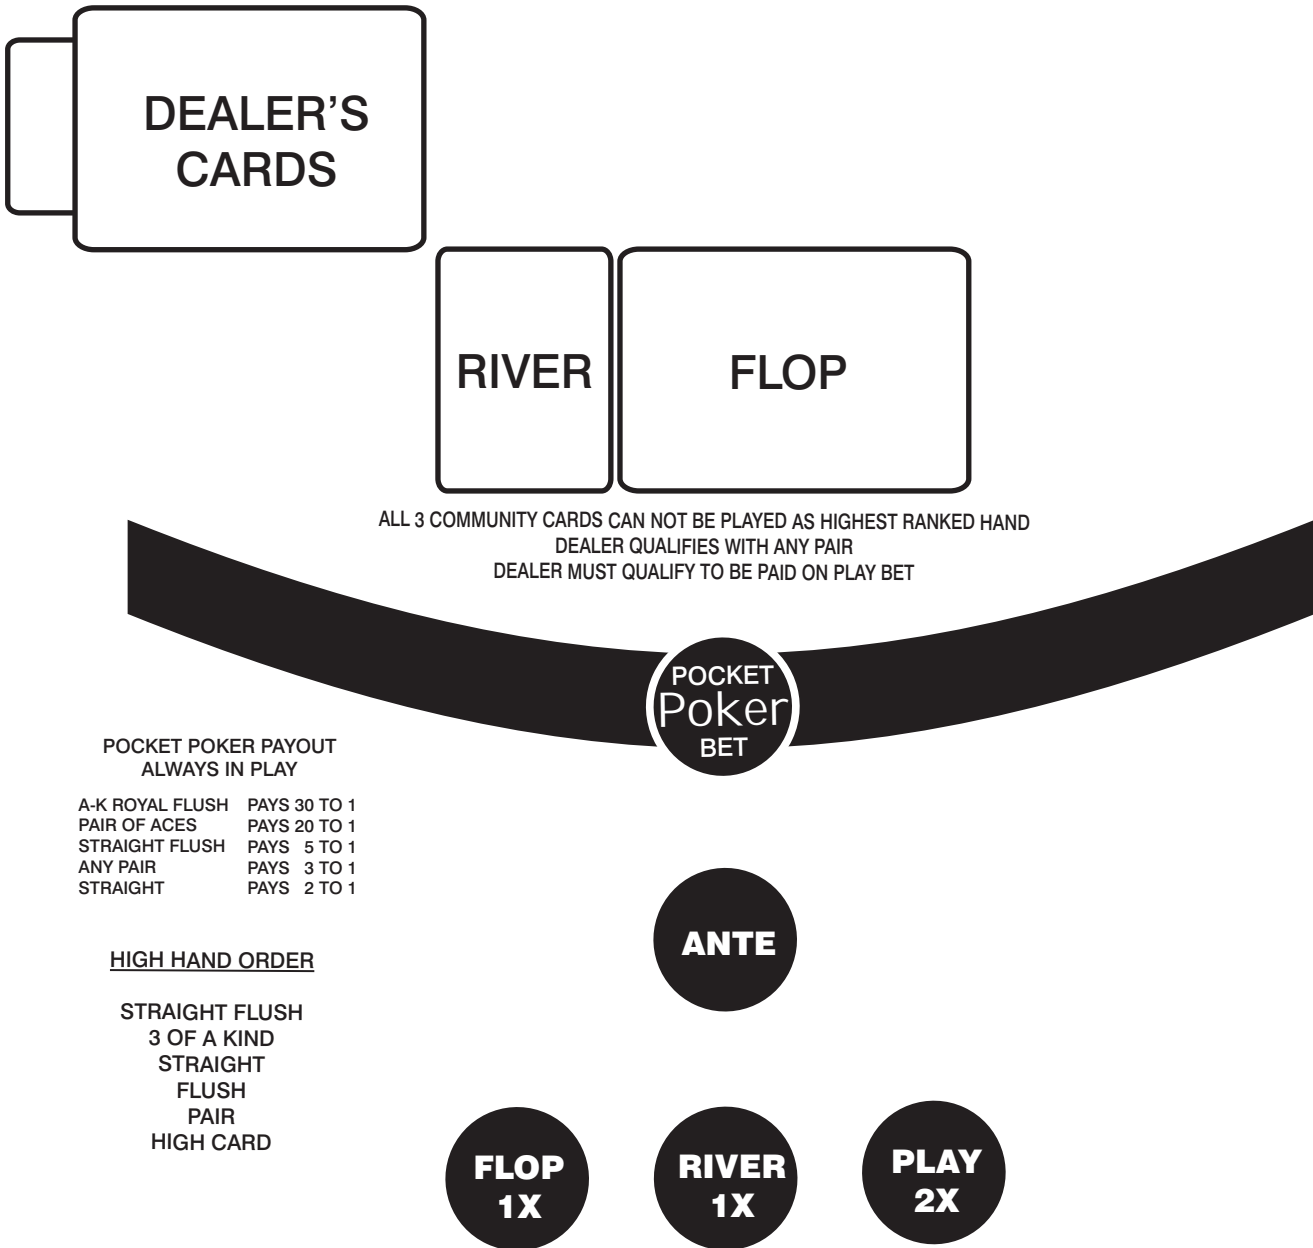 DEALER'S
CARDS
RIVER
FLOP
ALL 3 COMMUNITY CARDS CAN NOT BE PLAYED AS HIGHEST RANKED HAND
DEALER QUALIFIES WITH ANY PAIR
DEALER MUST QUALIFY TO BE PAID ON PLAY BET
POCKET
Poker
BET
POCKET POKER PAYOUT
ALWAYS IN PLAY
A-K ROYAL FLUSH PAYS 30 TO 1
PAIR OF ACES PAYS 20 TO 1
STRAIGHT FLUSH PAYS 5 TO 1
ANY PAIR PAYS 3 TO 1
STRAIGHT PAYS 2 TO 1
ANTE
HIGH HAND ORDER
STRAIGHT FLUSH
3 OF A KIND
STRAIGHT
FLUSH
PAIR
HIGH CARD
FLOP
1X
RIVER
1X
PLAY
2X